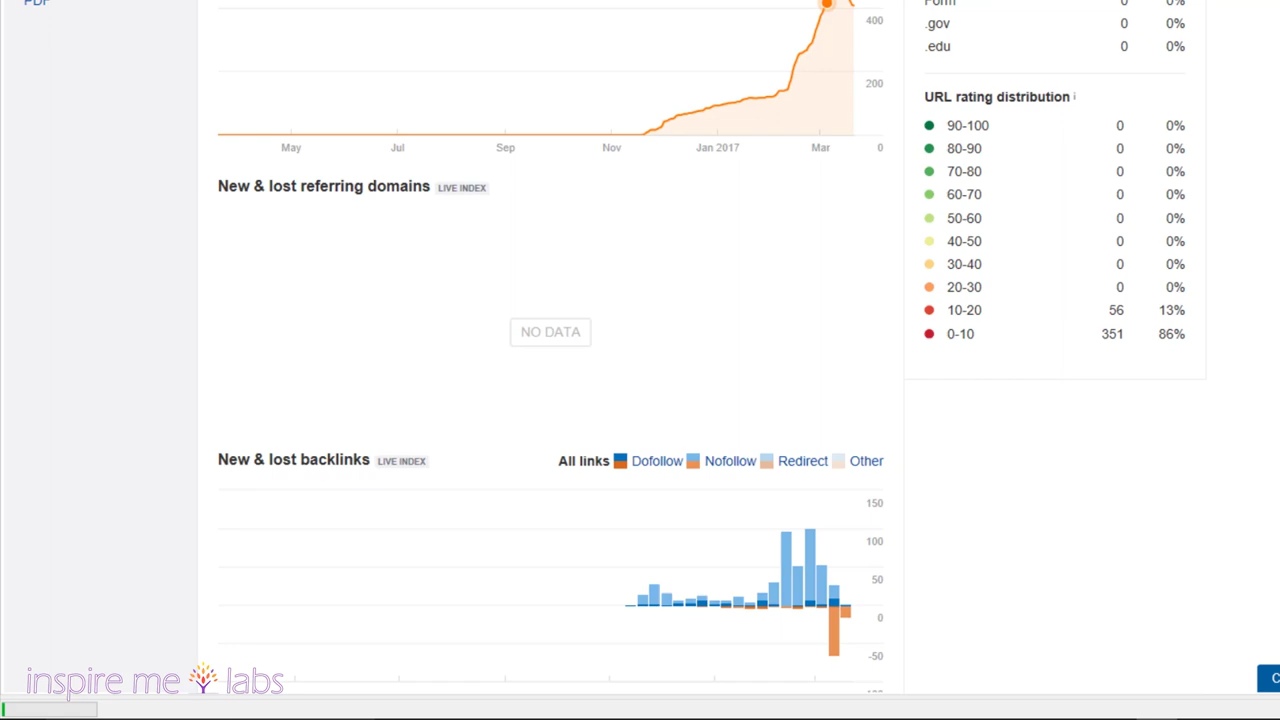 PDF
400
200
May Jul Sep Nov Jan 2017 Mar 0
New & lost referring domains LIVE INDEX
NO DATA
New & lost backlinks LIVE INDEX All links Dofollow Nofollow Redirect Other
150
100
50
0
-50
Form 0 0%
.gov 0 0%
.edu 0 0%
URL rating distribution i
90-100 0 0%
80-90 0 0%
70-80 0 0%
60-70 0 0%
50-60 0 0%
40-50 0 0%
30-40 0 0%
20-30 0 0%
10-20 56 13%
0-10 351 86%
inspire me labs